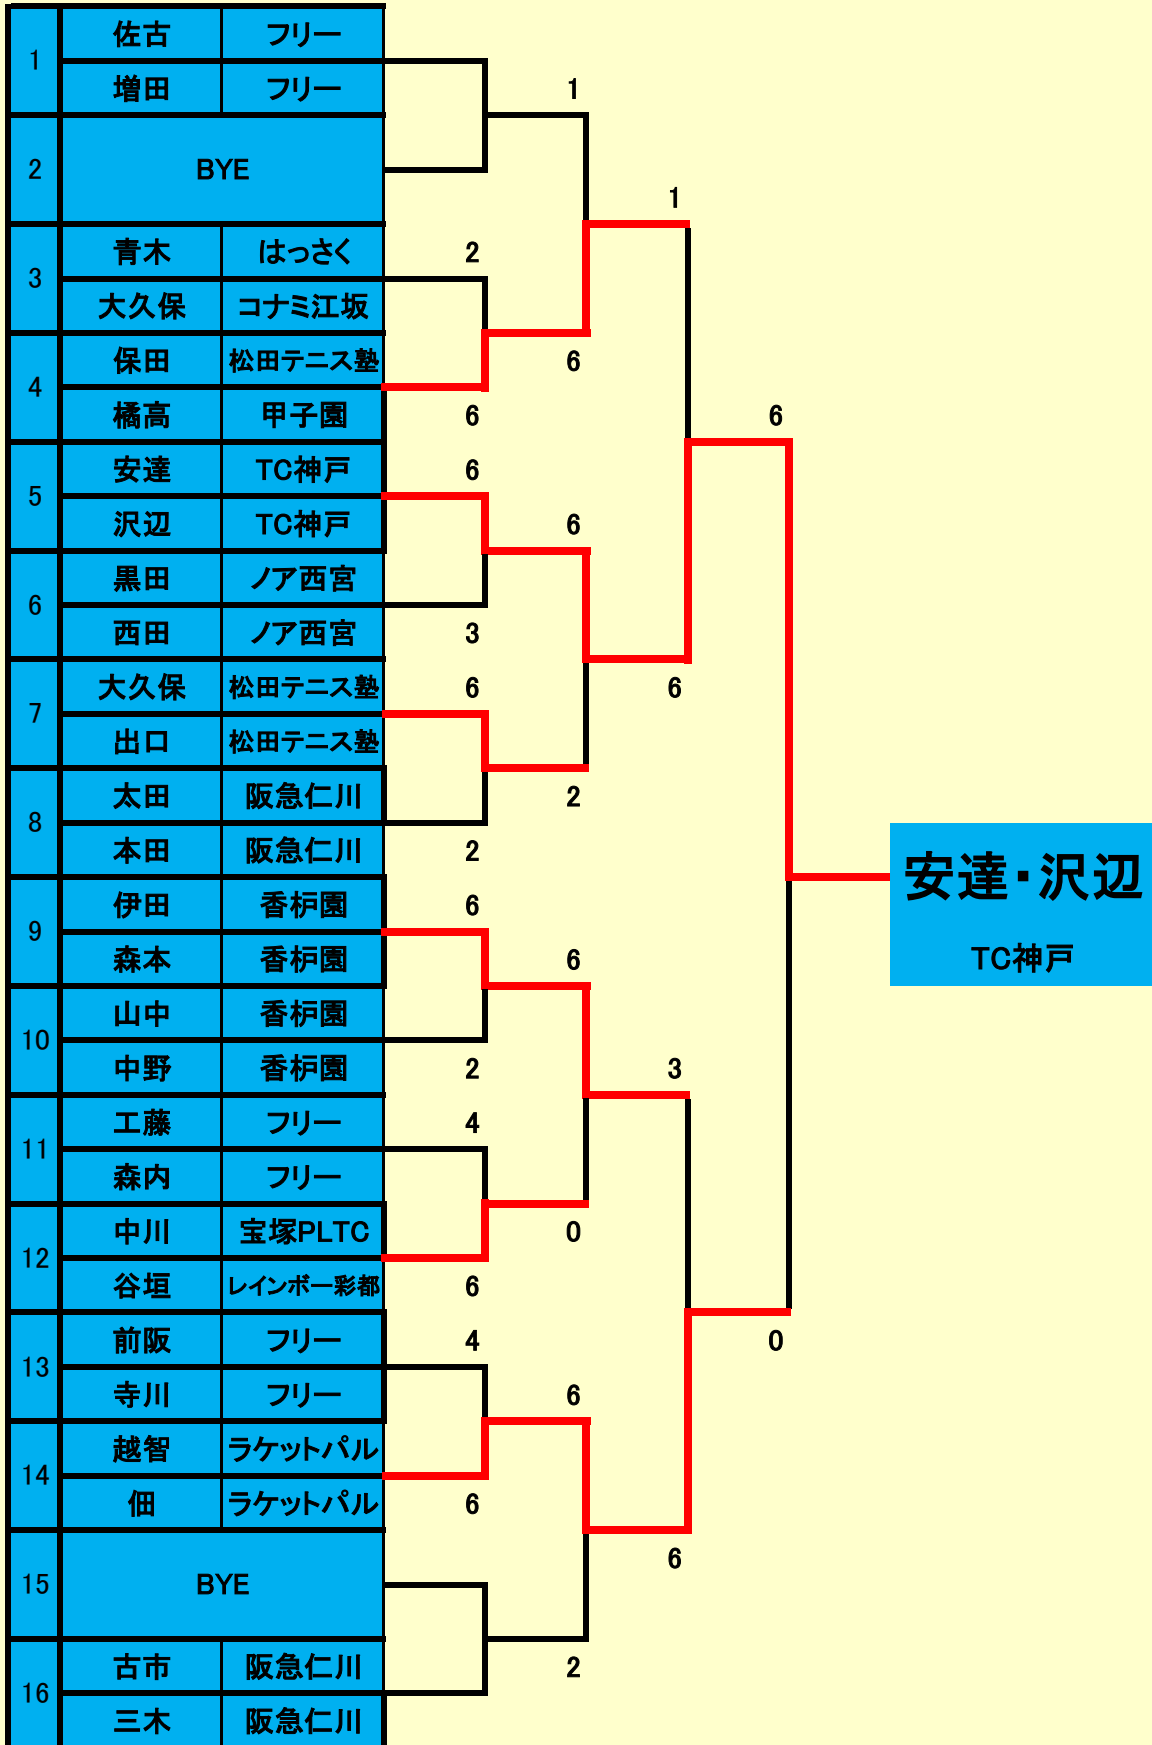 佐古 フリー
1
増田 フリー
1
2 BYE
1
青木 はっさく 2
3
大久保 コナミ江坂
保田 松田テニス塾 6
4
橘高 甲子園 6 6
安達 TC神戸 6
5
沢辺 TC神戸 6
黒田 ノア西宮
6
西田 ノア西宮 3
大久保 松田テニス塾 6 6
7
出口 松田テニス塾
太田 阪急仁川 2
8
本田 阪急仁川 2
安達・沢辺
伊田 香枦園 6
9
森本 香枦園 6 TC神戸
山中 香枦園
10
中野 香枦園 2 3
工藤 フリー 4
11
森内 フリー
中川 宝塚PLTC 0
12
谷垣 レインボー彩都 6
前阪 フリー 4 0
13
寺川 フリー 6
越智 ラケットパル
14
佃 ラケットパル 6
6
15 BYE
古市 阪急仁川 2
16
三木 阪急仁川